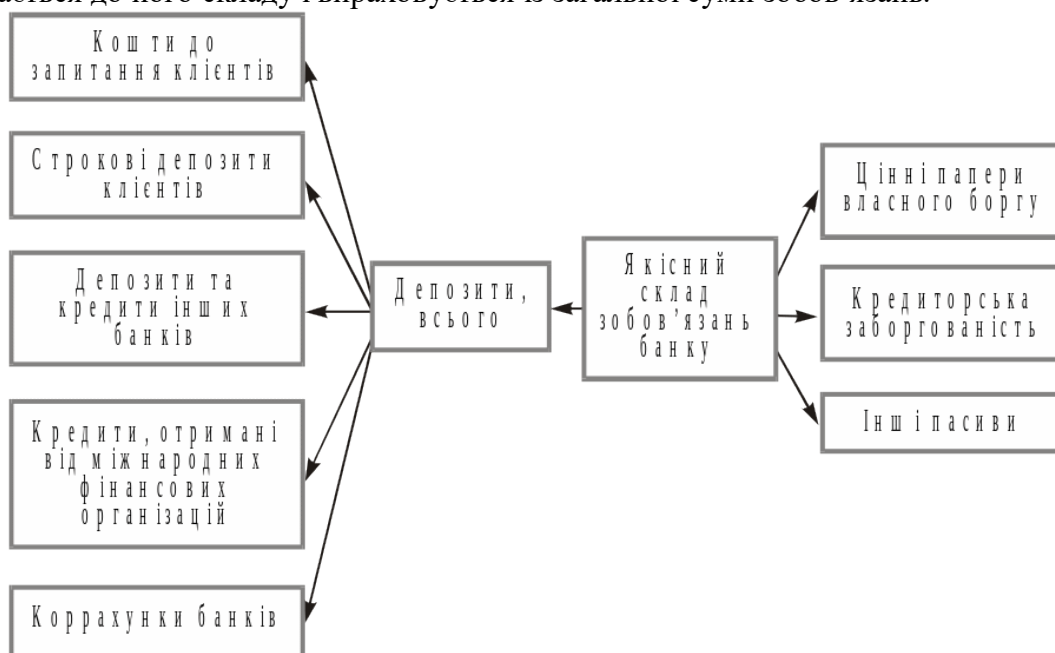 ається до його складу і вираховується із загальної суми зобов'язань.
Кошти до
запитання клієнтів
Строкові депозити
клієнтів
Депозити та
кредити інших
банків
Кредити, отримані
від міжнародних
фінансових
організацій
Коррахунки банків
Депозити,
всього
Якісний
склад
зобов’язань
банку
Цінні папери
власного боргу
Кредиторська
заборгованість
Інші пасиви